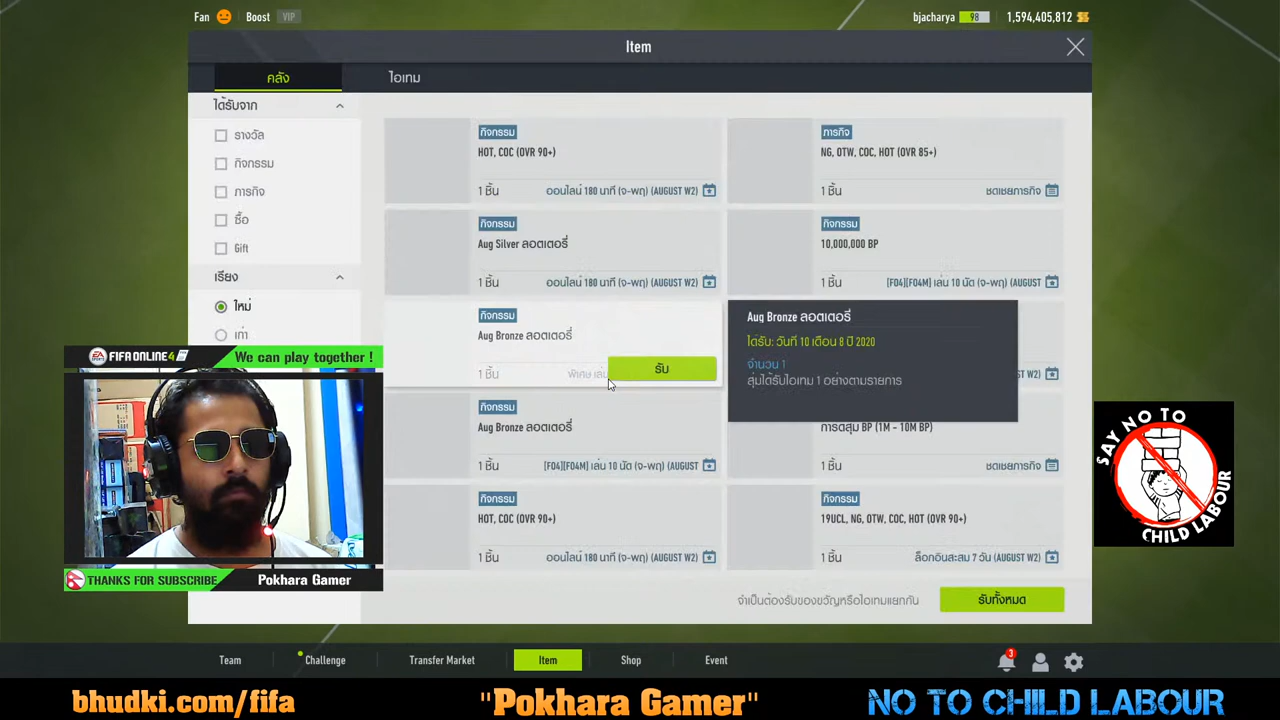 Fan Boost VIP
bjacharya 98 1,594,405,812
Item
คลัง ไอเทม
ได้รับจาก
รางวัล
กิจกรรม
ภารกิจ
ซื้อ
Gift
เรียง
ใหม่
เก่า
กิจกรรม
HOT, COC (OVR 90+)
1 ชิ้น ออนไลน์ 180 นาที (จ-พฤ) (AUGUST W2)
ภารกิจ
NG, OTW, COC, HOT (OVR 85+)
1 ชิ้น ชดเชยภารกิจ
กิจกรรม
Aug Silver ลอตเตอรี่
1 ชิ้น ออนไลน์ 180 นาที (จ-พฤ) (AUGUST W2)
กิจกรรม
10,000,000 BP
1 ชิ้น [FO4][FO4M] เล่น 10 นัด (จ-พฤ) (AUGUST
กิจกรรม
Aug Bronze ลอตเตอรี่
1 ชิ้น พิเศษ เล่น
รับ
Aug Bronze ลอตเตอรี่
ได้รับ: วันที่ 10 เดือน 8 ปี 2020
จำนวน 1
สุ่มได้รับไอเทม 1 อย่างตามรายการ
ST W2)
กิจกรรม
Aug Bronze ลอตเตอรี่
1 ชิ้น [FO4][FO4M] เล่น 10 นัด (จ-พฤ) (AUGUST
การ์ดสุ่ม BP (1M - 10M BP)
1 ชิ้น ชดเชยภารกิจ
กิจกรรม
HOT, COC (OVR 90+)
1 ชิ้น ออนไลน์ 180 นาที (จ-พฤ) (AUGUST W2)
กิจกรรม
19UCL, NG, OTW, COC, HOT (OVR 90+)
1 ชิ้น ล็อกอินสะสม 7 วัน (AUGUST W2)
จำเป็นต้องรับของขวัญหรือไอเทมแยกกัน รับทั้งหมด
EA SPORTS FIFA ONLINE 4 We can play together !
THANKS FOR SUBSCRIBE Pokhara Gamer
SAY NO TO
CHILD LABOUR
Team Challenge Transfer Market Item Shop Event 3
bhudki.com/fifa "Pokhara Gamer" NO TO CHILD LABOUR